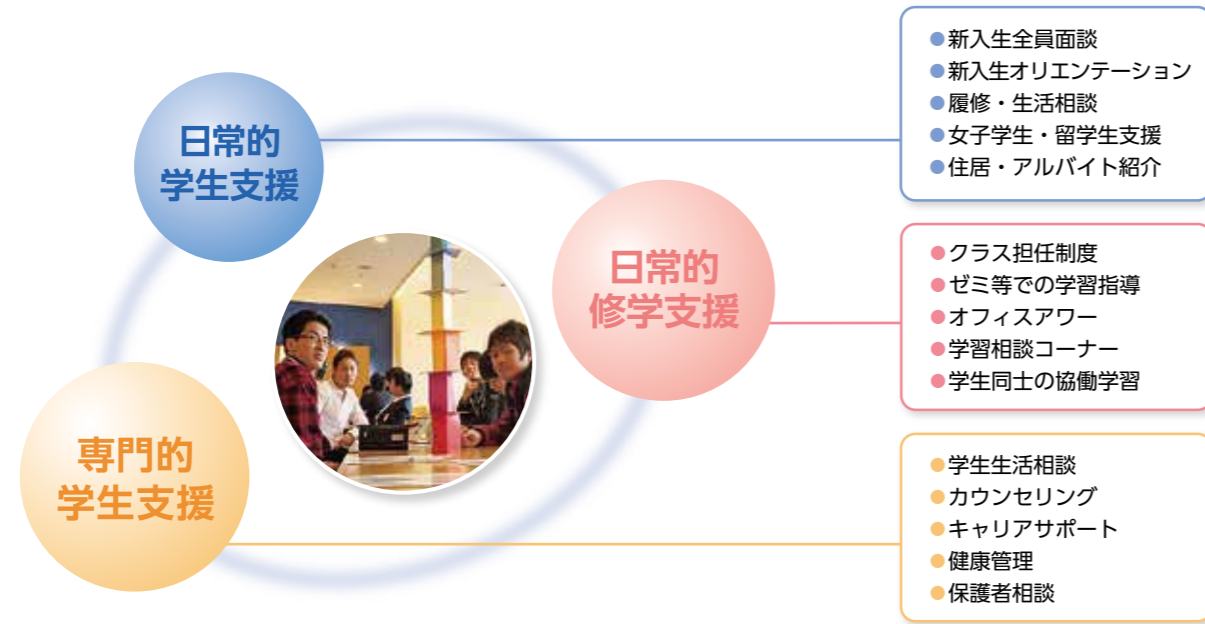 日常的
学生支援
●新入生全員面談
●新入生オリエンテーション
●履修・生活相談
●女子学生・留学生支援
●住居・アルバイト紹介
日常的
修学支援
●クラス担任制度
●ゼミ等での学習指導
●オフィスアワー
●学習相談コーナー
●学生同士の協働学習
専門的
学生支援
●学生生活相談
●カウンセリング
●キャリアサポート
●健康管理
●保護者相談